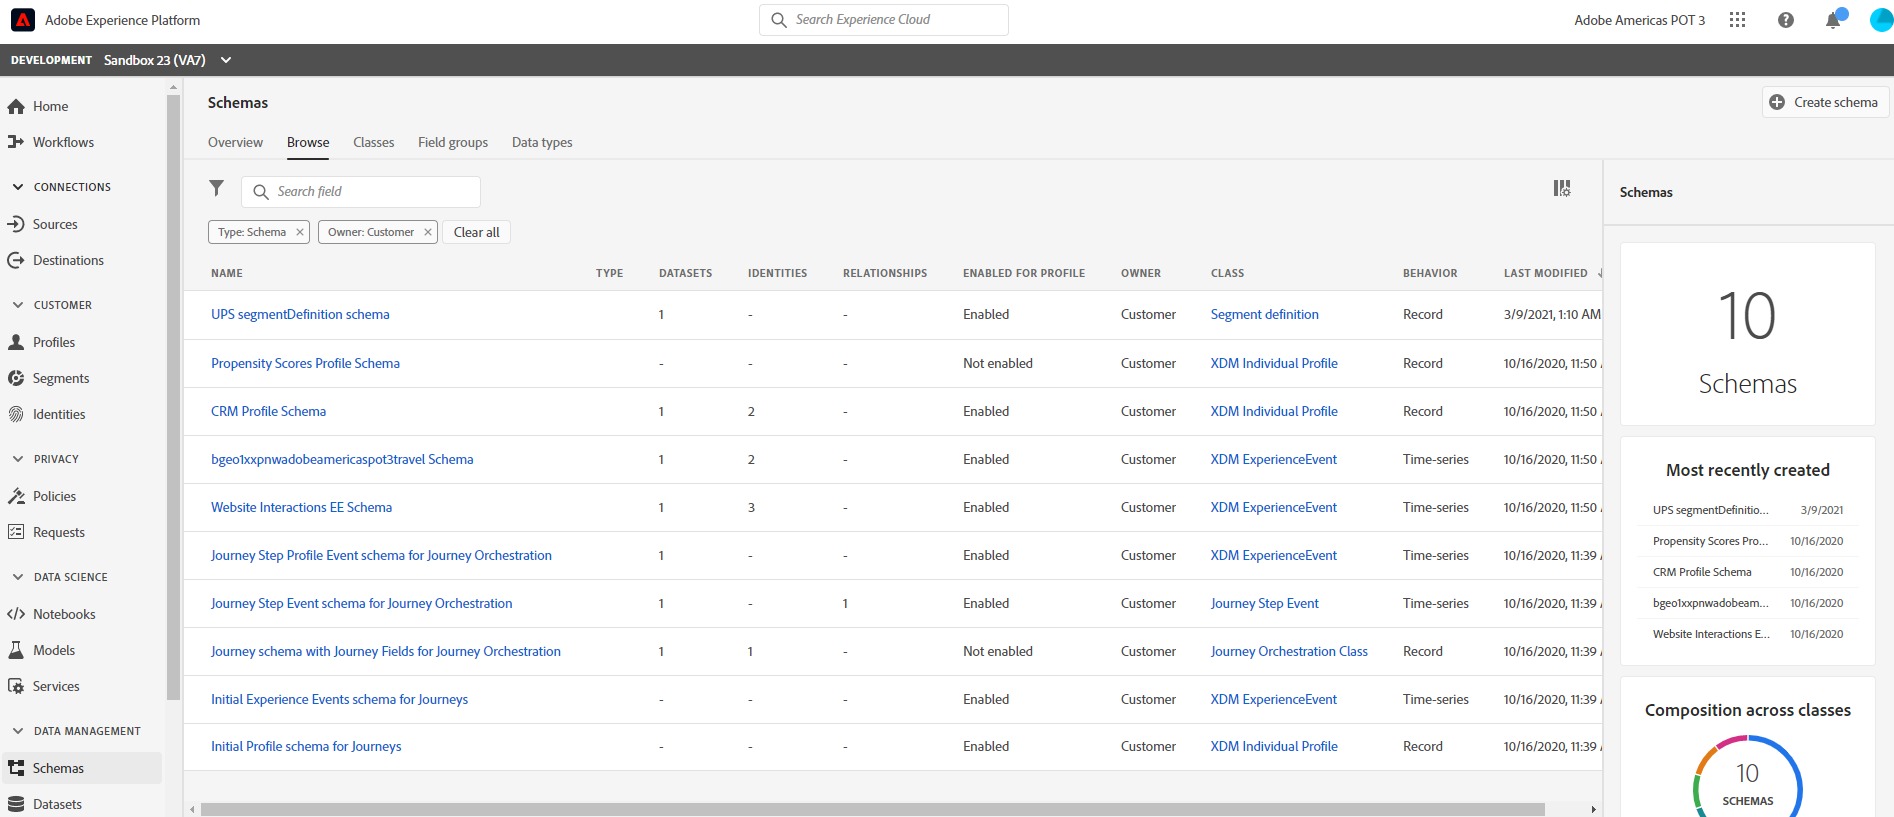 Adobe Experience Platform
Search Experience Cloud
Adobe Americas POT 3
DEVELOPMENT Sandbox 23 (VA7)
Home
Workflows
CONNECTIONS
Sources
Destinations
CUSTOMER
Profiles
Segments
Identities
PRIVACY
Policies
Requests
DATA SCIENCE
Notebooks
Models
Services
DATA MANAGEMENT
Schemas
Datasets
Schemas
Create schema
Overview Browse Classes Field groups Data types
Search field
Type: Schema × Owner: Customer × Clear all
NAME TYPE DATASETS IDENTITIES RELATIONSHIPS ENABLED FOR PROFILE OWNER CLASS BEHAVIOR LAST MODIFIED
UPS segmentDefinition schema 1 - - Enabled Customer Segment definition Record 3/9/2021, 1:10 AM
Propensity Scores Profile Schema - - - Not enabled Customer XDM Individual Profile Record 10/16/2020, 11:50
CRM Profile Schema 1 2 - Enabled Customer XDM Individual Profile Record 10/16/2020, 11:50
bgeo1xxpnwadobeamericaspot3travel Schema 1 2 - Enabled Customer XDM ExperienceEvent Time-series 10/16/2020, 11:50
Website Interactions EE Schema 1 3 - Enabled Customer XDM ExperienceEvent Time-series 10/16/2020, 11:50
Journey Step Profile Event schema for Journey Orchestration 1 - - Enabled Customer XDM ExperienceEvent Time-series 10/16/2020, 11:39
Journey Step Event schema for Journey Orchestration 1 - 1 Enabled Customer Journey Step Event Time-series 10/16/2020, 11:39
Journey schema with Journey Fields for Journey Orchestration 1 1 - Not enabled Customer Journey Orchestration Class Record 10/16/2020, 11:39
Initial Experience Events schema for Journeys - - - Enabled Customer XDM ExperienceEvent Time-series 10/16/2020, 11:39
Initial Profile schema for Journeys - - - Enabled Customer XDM Individual Profile Record 10/16/2020, 11:39
Schemas
10
Schemas
Most recently created
UPS segmentDefinitio... 3/9/2021
Propensity Scores Pro... 10/16/2020
CRM Profile Schema 10/16/2020
bgeo1xxpnwadobeam... 10/16/2020
Website Interactions E... 10/16/2020
Composition across classes
10
SCHEMAS